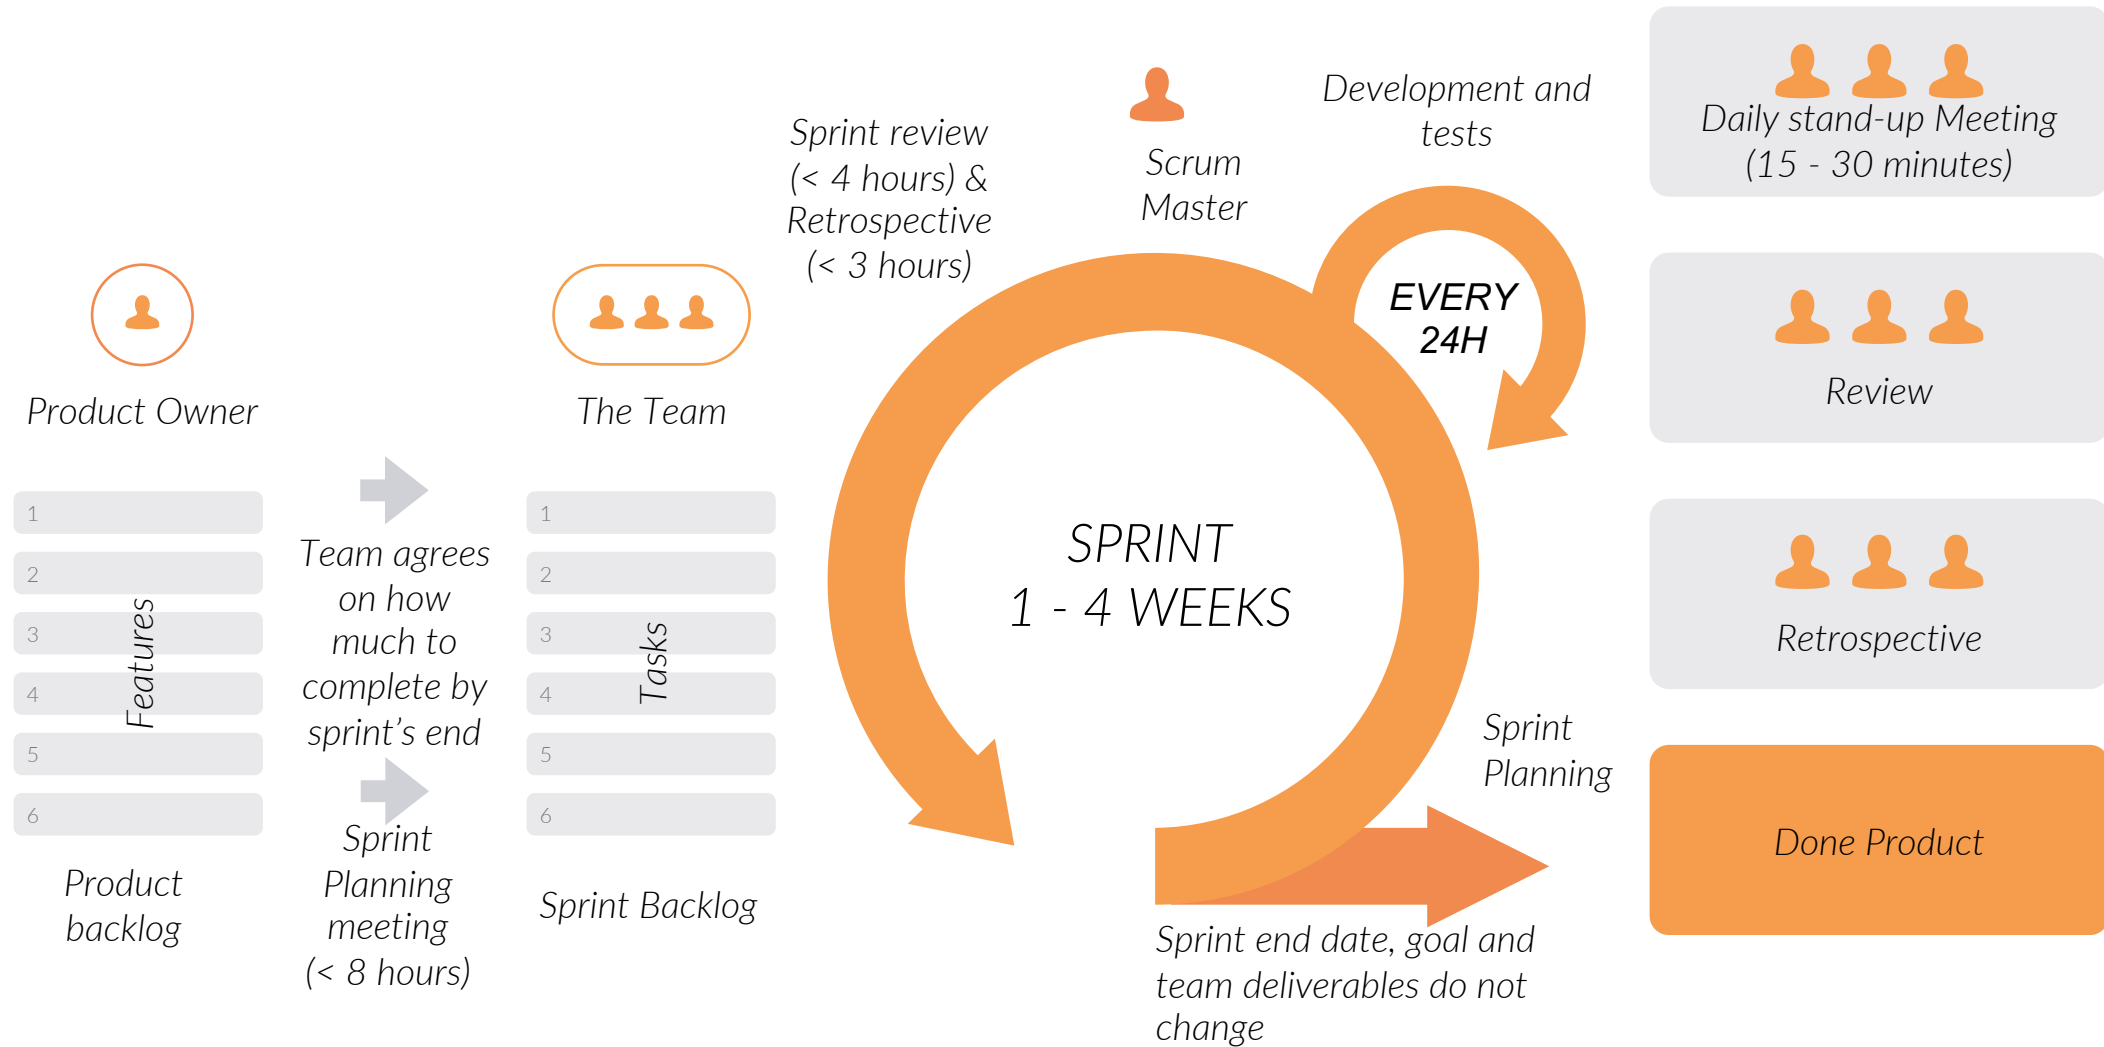 Product Owner
1
2
3
4
5
6
Features
Product
backlog
Team agrees
on how
much to
complete by
sprint’s end
Sprint
Planning
meeting
(< 8 hours)
The Team
1
2
3
4
5
6
Tasks
Sprint Backlog
Sprint review
(< 4 hours) &
Retrospective
(< 3 hours)
Scrum
Master
Development and
tests
EVERY
24H
SPRINT
1 - 4 WEEKS
Sprint
Planning
Sprint end date, goal and
team deliverables do not
change
Daily stand-up Meeting
(15 - 30 minutes)
Review
Retrospective
Done Product